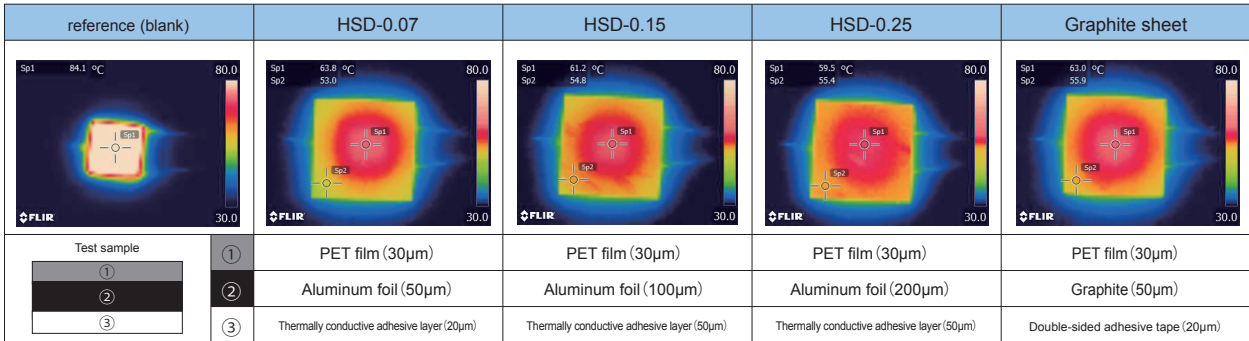 reference (blank)
HSD-0.07
HSD-0.15
HSD-0.25
Graphite sheet
Sp1 84.1 °C 80.0
Sp1
30.0
◆FLIR
Sp1 63.8 °C 80.0
Sp2 53.0
Sp1
Sp2
30.0
◆FLIR
Sp1 61.2 °C 80.0
Sp2 54.8
Sp1
Sp2
30.0
◆FLIR
Sp1 59.5 °C 80.0
Sp2 55.4
Sp1
Sp2
30.0
◆FLIR
Sp1 63.0 °C 80.0
Sp2 55.9
Sp1
Sp2
30.0
◆FLIR
Test sample
①
②
③
① PET film (30μm) PET film (30μm) PET film (30μm) PET film (30μm)
② Aluminum foil (50μm) Aluminum foil (100μm) Aluminum foil (200μm) Graphite (50μm)
③ Thermally conductive adhesive layer (20μm) Thermally conductive adhesive layer (50μm) Thermally conductive adhesive layer (50μm) Double-sided adhesive tape (20μm)